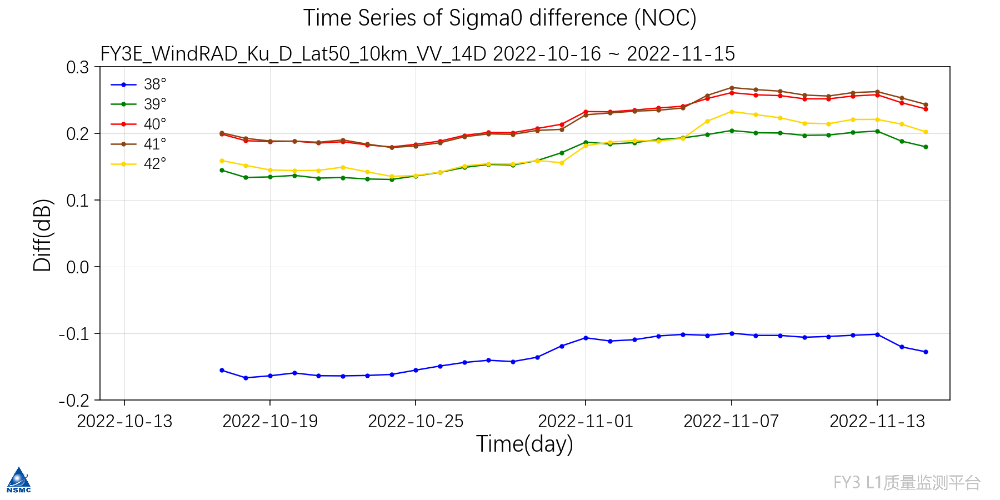 Time Series of Sigma0 difference (NOC)
FY3E_WindRAD_Ku_D_Lat50_10km_VV_14D 2022-10-16 ~ 2022-11-15
0.3
0.2
0.1
0.0
-0.1
-0.2
Diff(dB)
38°
39°
40°
41°
42°
2022-10-13 2022-10-19 2022-10-25 2022-11-01 2022-11-07 2022-11-13
Time(day)
NSMC
FY3 L1质量监测平台